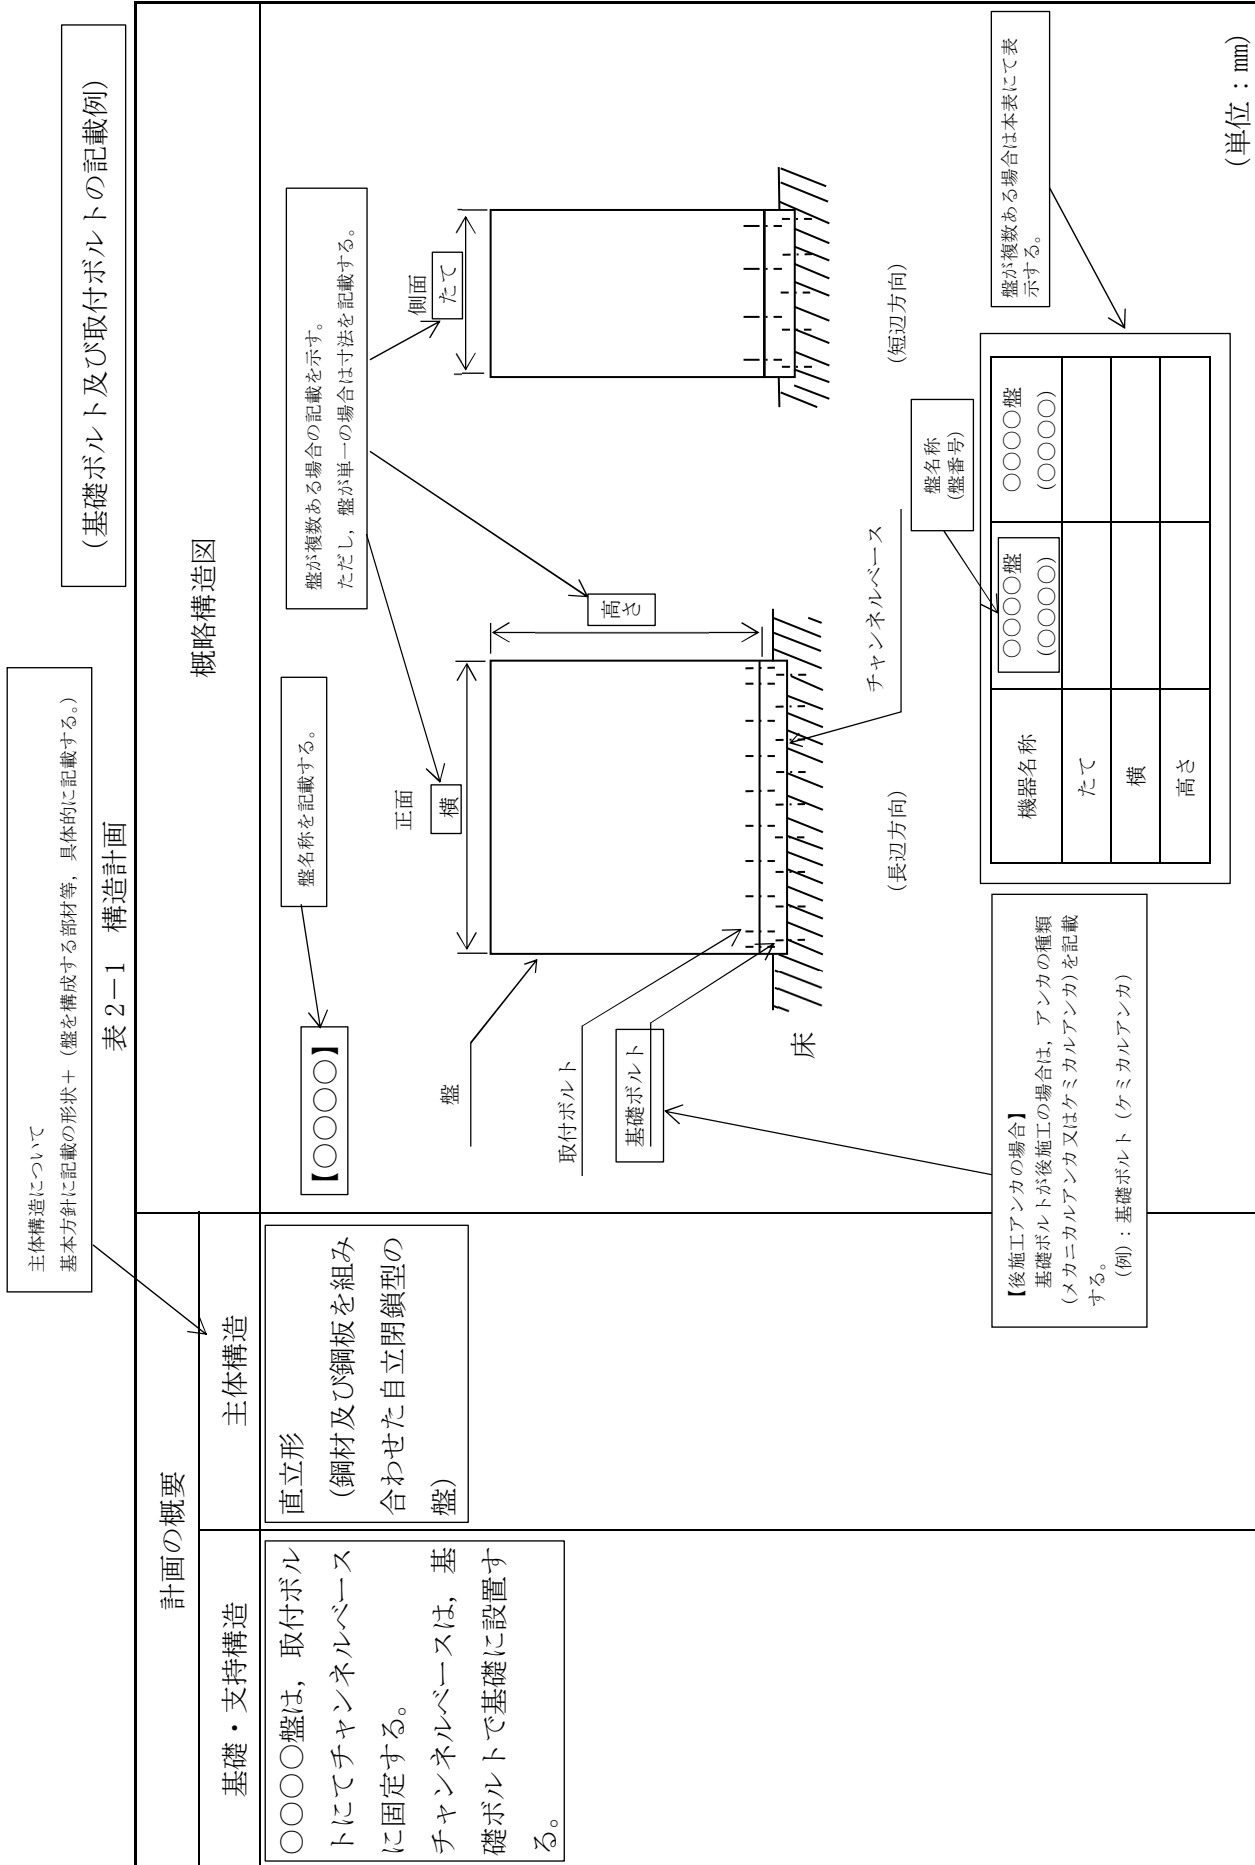 (基礎ボルト及び取付ボルトの記載例)
主体構造について
基本方針に記載の形状+(盤を構成する部材等,具体的に記載する。)
表2-1 構造計画
計画の概要
概略構造図
基礎・支持構造
主体構造
○○○○盤は,取付ボル
トにてチャンネルベース
に固定する。
チャンネルベースは,基
礎ボルトで基礎に設置す
る。
直立形
(鋼材及び鋼板を組み
合わせた自立閉鎖型の
盤)
【○○○○】
盤名称を記載する。
盤が複数ある場合の記載を示す。
ただし,盤が単一の場合は寸法を記載する。
正面
横
側面
たて
高さ
盤
取付ボルト
基礎ボルト
床
チャンネルベース
(長辺方向)
(短辺方向)
【後施工アンカの場合】
基礎ボルトが後施工の場合は,アンカの種類
(メカニカルアンカ又はケミカルアンカ)を記載
する。
(例):基礎ボルト(ケミカルアンカ)
盤名称
(盤番号)
盤が複数ある場合は本表にて表
示する。
機器名称
○○○○盤
(○○○○)
○○○○盤
(○○○○)
たて
横
高さ
(単位:mm)